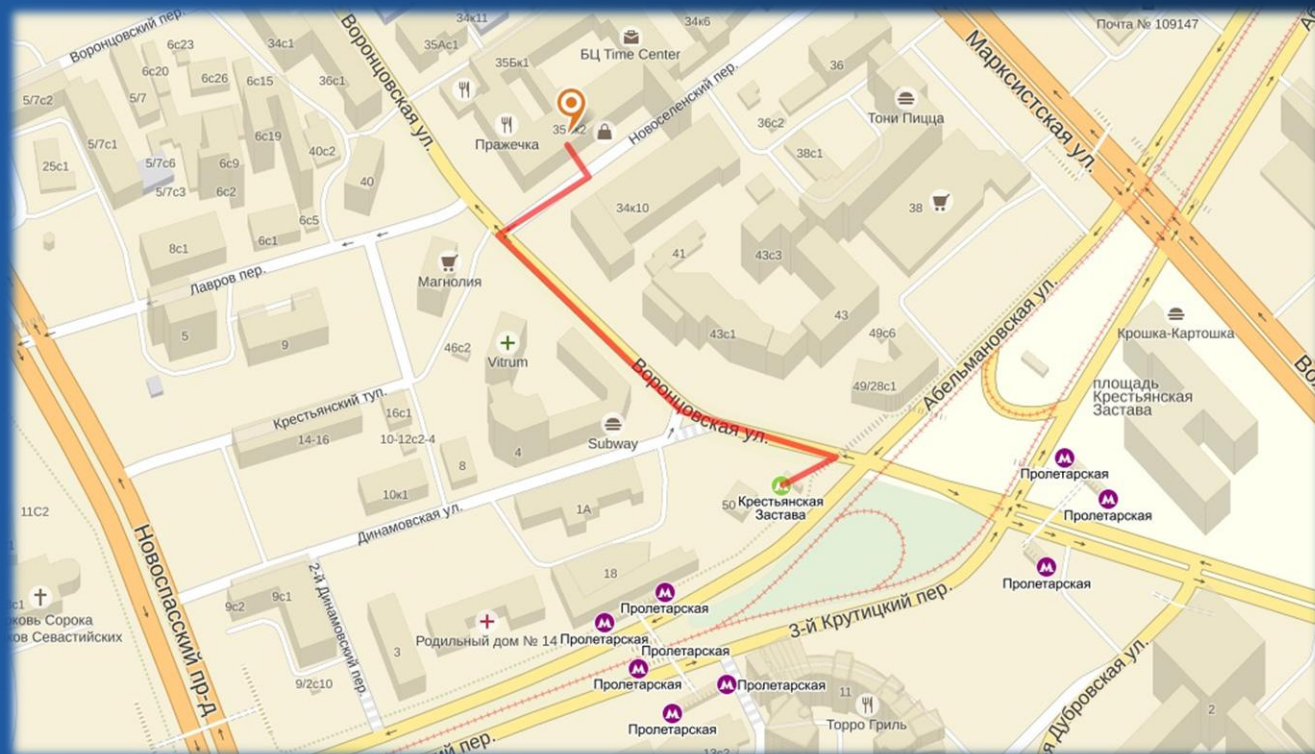 34к11
34к6
Почта № 109147
Воронцовский пер.
6с23
34с1
35Ас1
БЦ Time Center
6с20
6с26
6с15
36с1
35Бк1
36
5/7с2
5/7
Воронцовская ул.
Новоселенский пер.
Марксистская ул.
36с2
Тони Пицца
5/7с1
6с19
40с2
Пражечка
38с1
25с1
5/7с6
6с9
40
5/7с3
6с2
34к10
38
6с5
8с1
6с1
41
43с3
Лавров пер.
Магнолия
Абельмановская ул.
5
9
46с2
Vitrum
43с1
43
49с6
Крошка-Картошка
Воронцовская ул.
49/28с1
площадь
Крестьянская
Застава
Крестьянский туп.
16с1
14-16
10-12с2-4
Subway
4
8
Пролетарская
10к1
Крестьянская
Застава
50
1А
Пролетарская
11С2
Динамовская ул.
Новоспасский пр-д
2-й Динамовский пер.
18
Пролетарская
9с1
9с2
Пролетарская
3-й Крутицкий пер.
Родильный дом № 14
Пролетарская
Пролетарская
3
9/2с10
Пролетарская
Пролетарская
11
Пролетарская
Торро Гриль
2
я Дубровская ул.
ковь Сорока
ков Севастийских
пер.